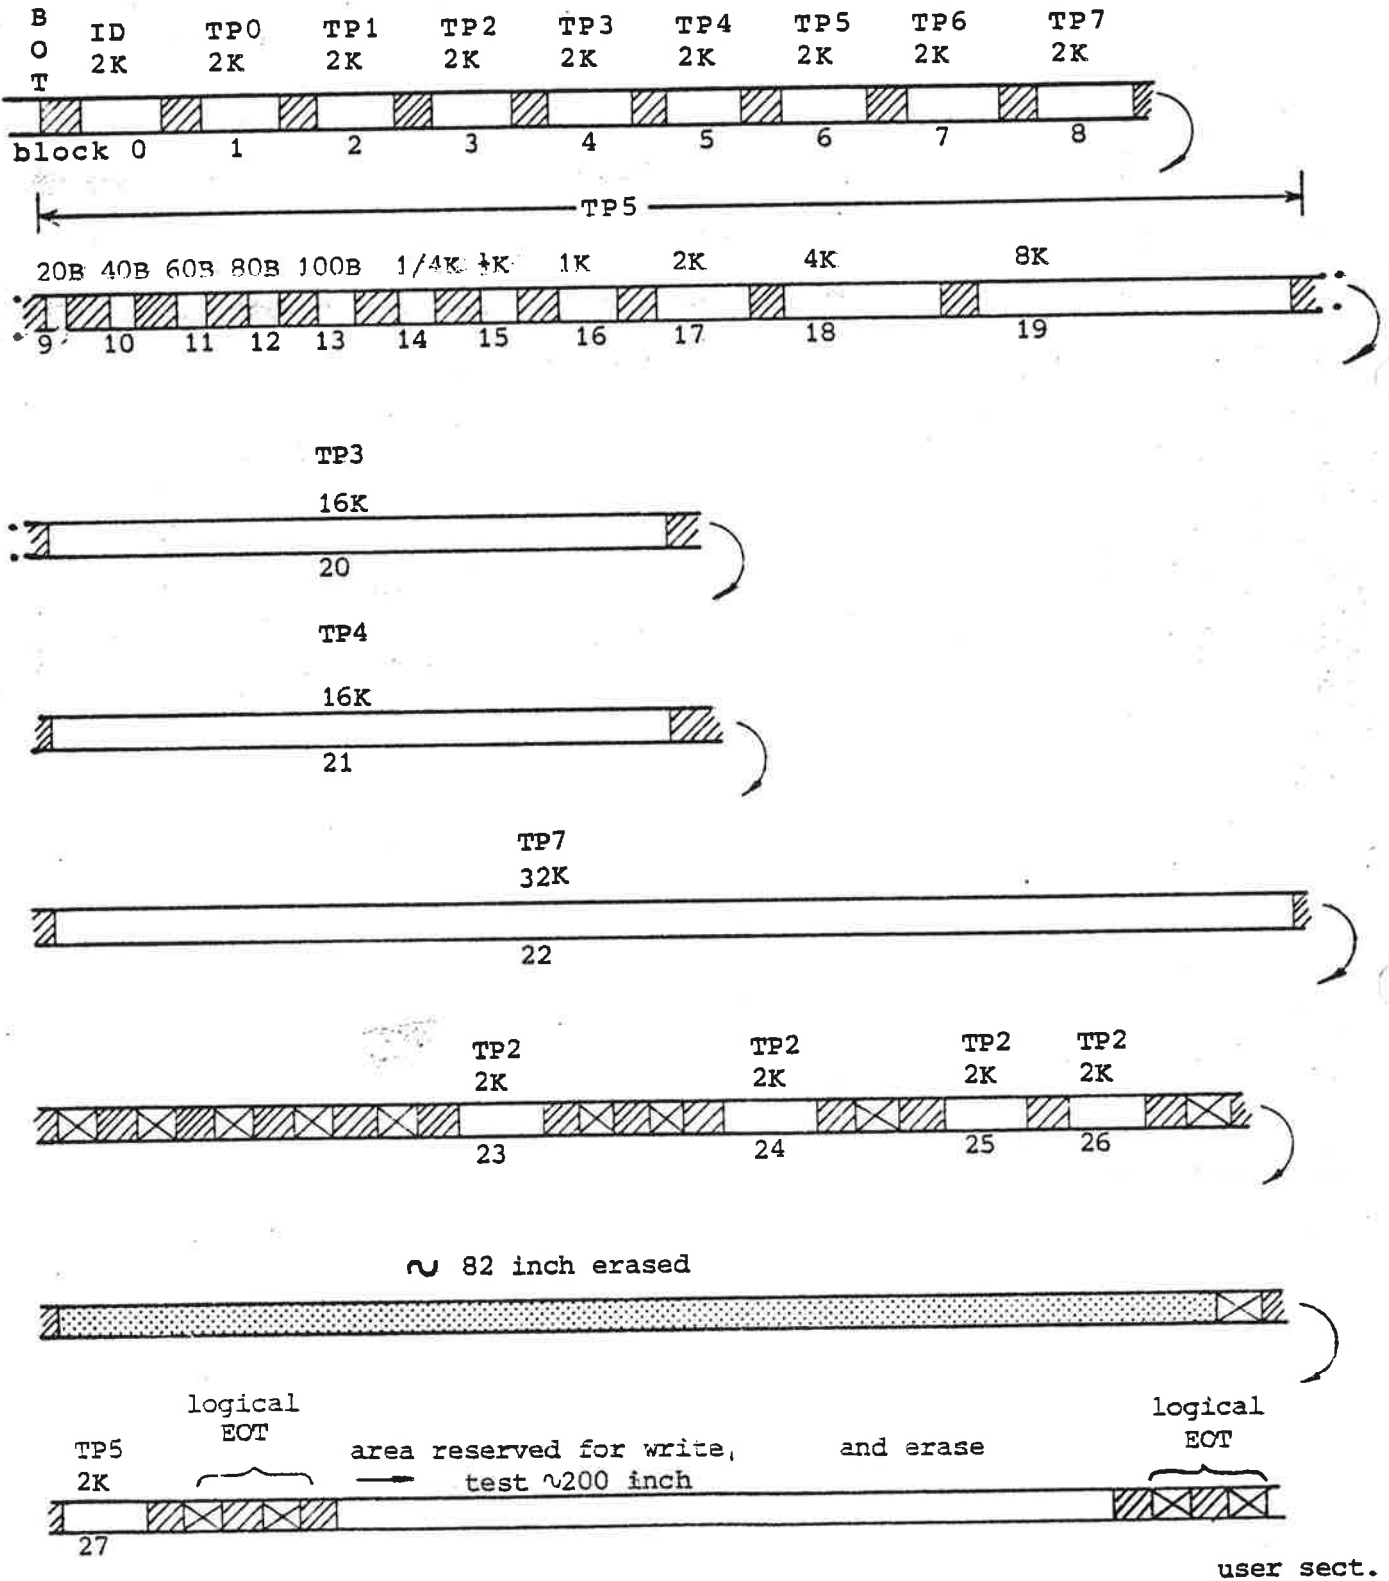 B
O
T
ID TP0 TP1 TP2 TP3 TP4 TP5 TP6 TP7
2K 2K 2K 2K 2K 2K 2K 2K 2K
block 0 1 2 3 4 5 6 7 8
TP5
20B 40B 60B 80B 100B 1/4K ½K 1K 2K 4K 8K
9 10 11 12 13 14 15 16 17 18 19
TP3
16K
20
TP4
16K
21
TP7
32K
22
TP2 TP2 TP2 TP2
2K 2K 2K 2K
23 24 25 26
~ 82 inch erased
logical logical
EOT EOT
TP5 area reserved for write, and erase
2K test ~200 inch
27
user sect.